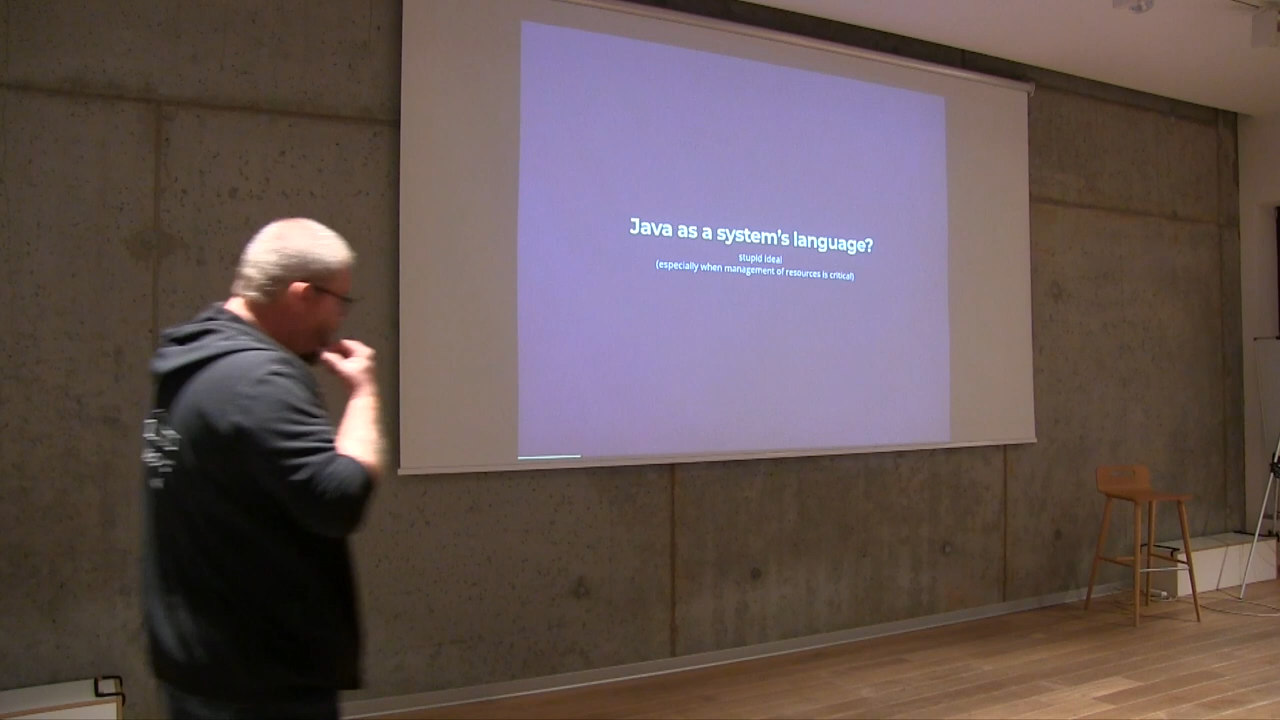 Java as a system's language?
stupid idea!
(especially when management of resources is critical)